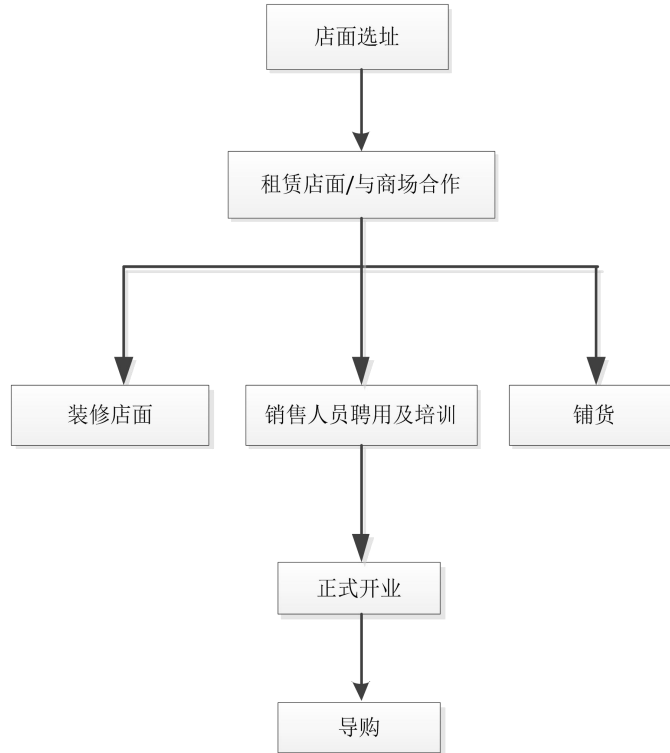 店面选址
租赁店面/与商场合作
装修店面
销售人员聘用及培训
铺货
正式开业
导购